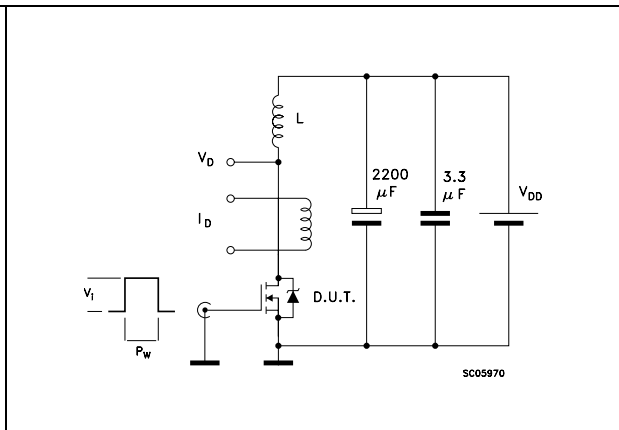 L
V_D
2200
μF
3.3
μF
V_DD
I_D
V_i
D.U.T.
P_W
SC05970